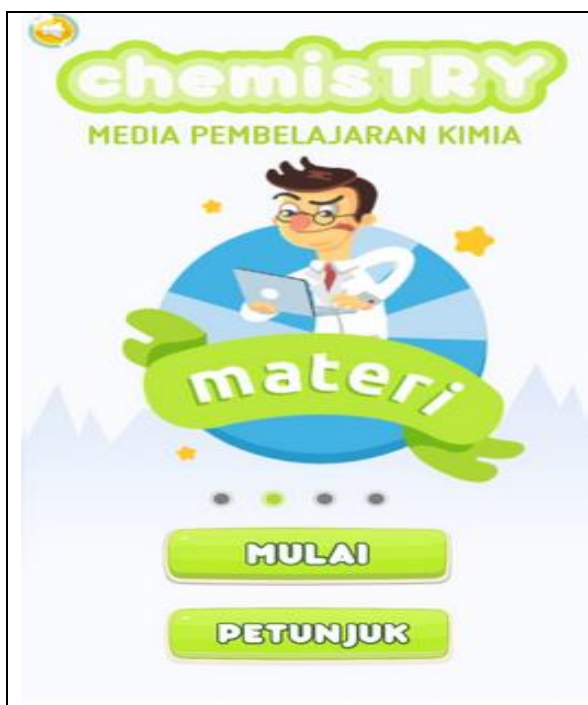 chemisTRY
MEDIA PEMBELAJARAN KIMIA
materi
MULAI
PETUNJUK